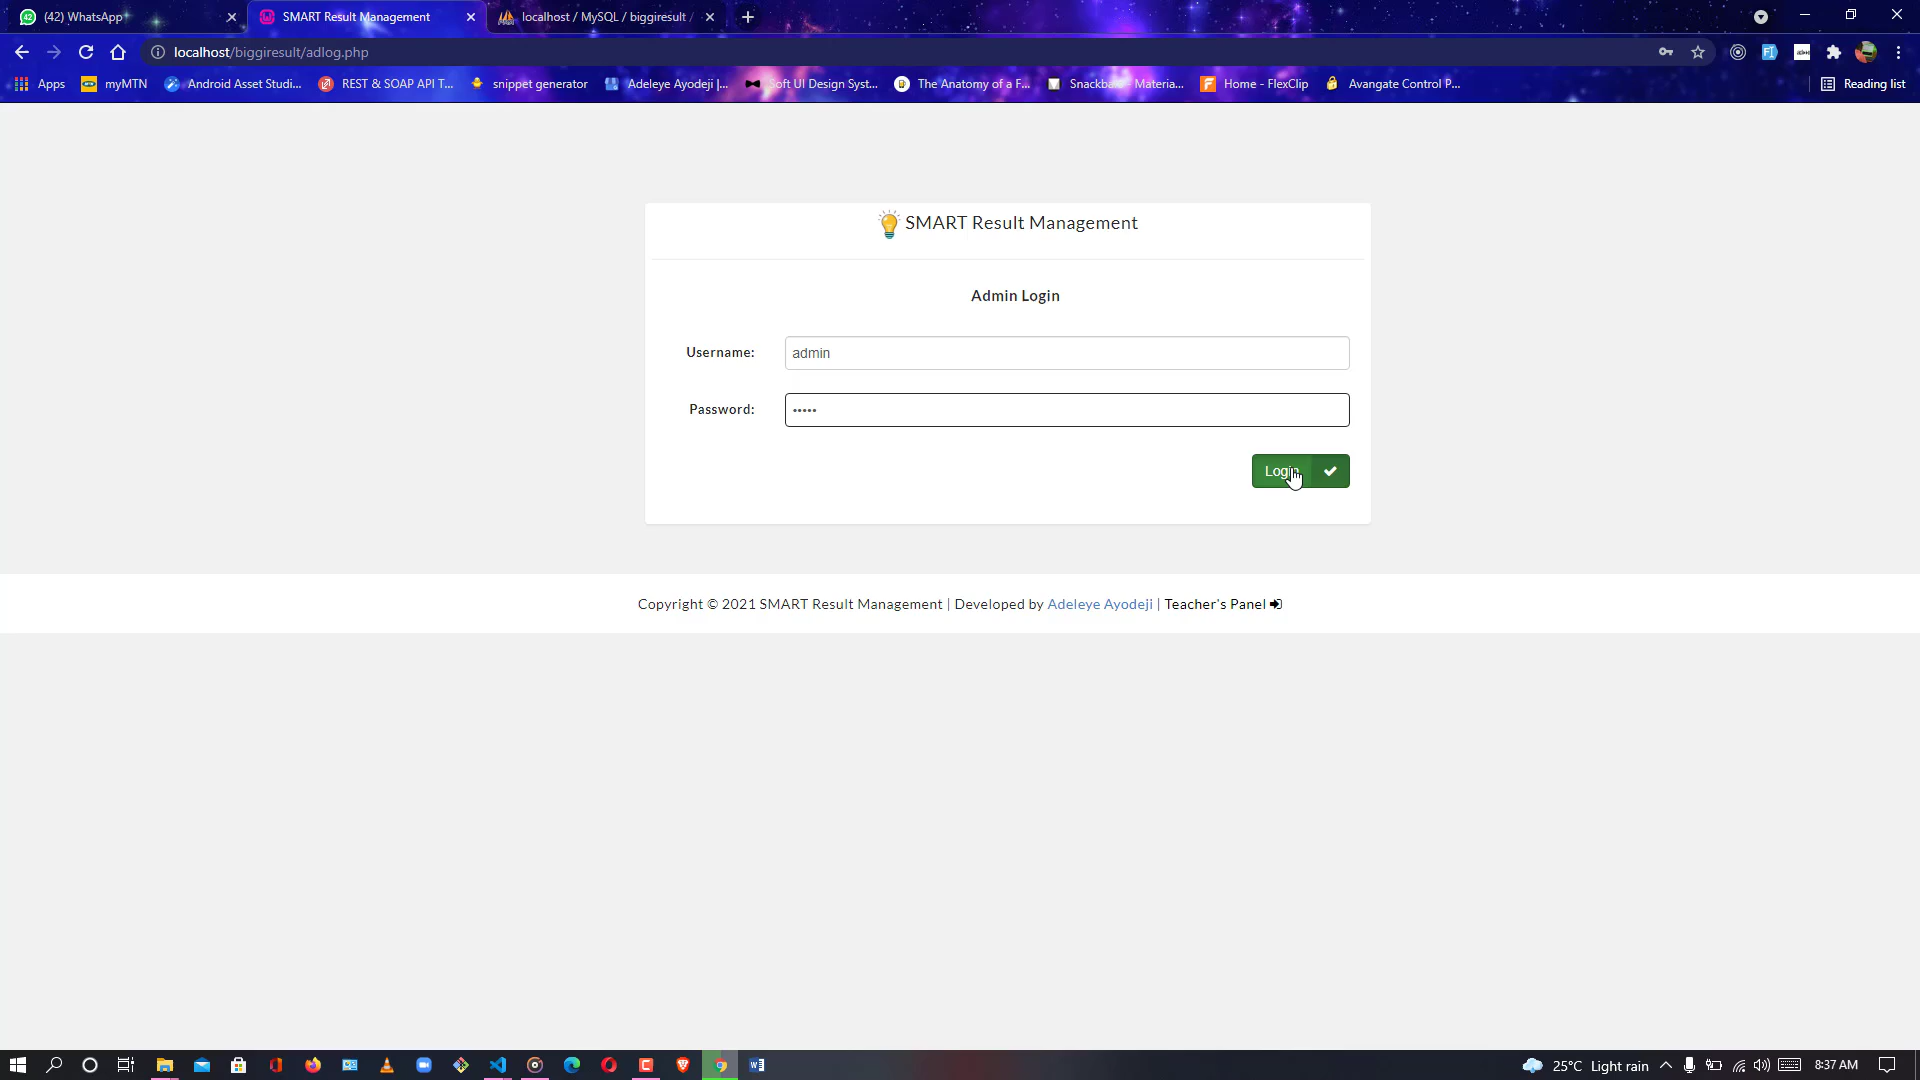 (42) WhatsApp
SMART Result Management
localhost / MySQL / biggiresult /
localhost/biggiresult/adlog.php
Apps
myMTN
Android Asset Studi...
REST & SOAP API T...
snippet generator
Adeleye Ayodeji |...
Soft UI Design Syst...
The Anatomy of a F...
Materia...
Home - FlexClip
Avangate Control P...
Reading list
SMART Result Management
Admin Login
Username:
admin
Password:
•••••
Login
Copyright © 2021 SMART Result Management | Developed by Adeleye Ayodeji | Teacher's Panel
25°C Light rain
8:37 AM